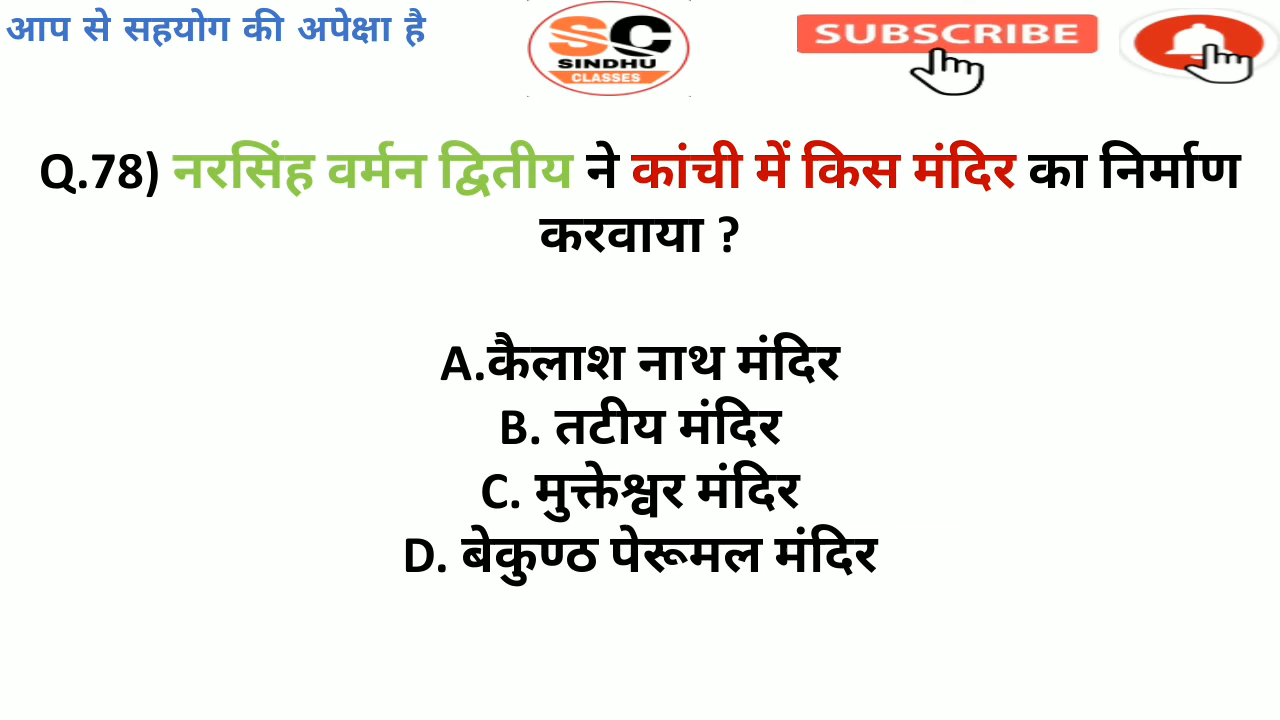 आप से सहयोग की अपेक्षा है
SC
SINDHU
CLASSES
SUBSCRIBE
Q.78) नरसिंह वर्मन द्वितीय ने कांची में किस मंदिर का निर्माण
करवाया ?
A.कैलाश नाथ मंदिर
B. तटीय मंदिर
C. मुक्तेश्वर मंदिर
D. बेकुण्ठ पेरूमल मंदिर